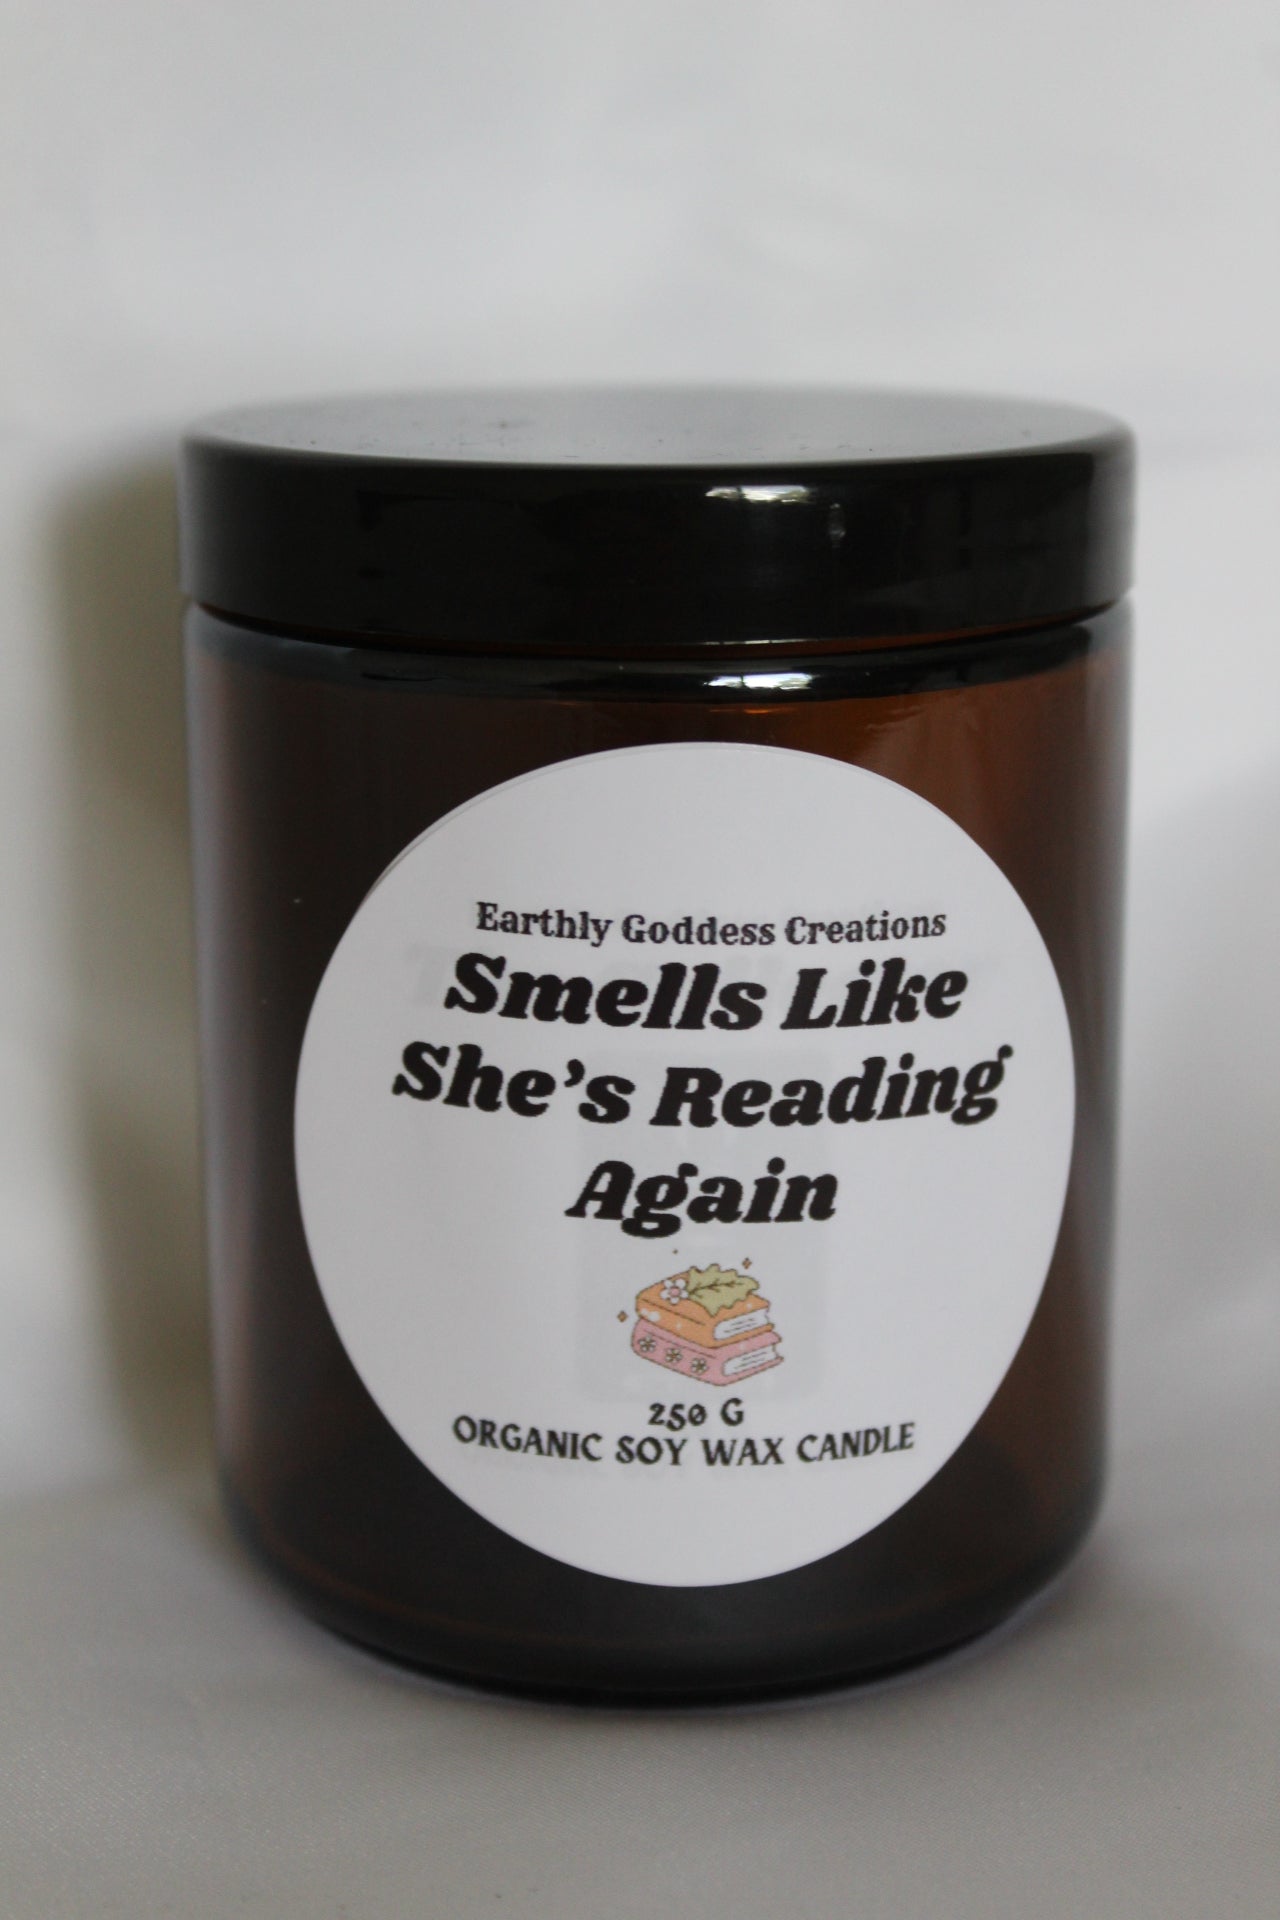 Earthly Goddess Creations
Smells Like
She's Reading
Again
250 G
ORGANIC SOY WAX CANDLE